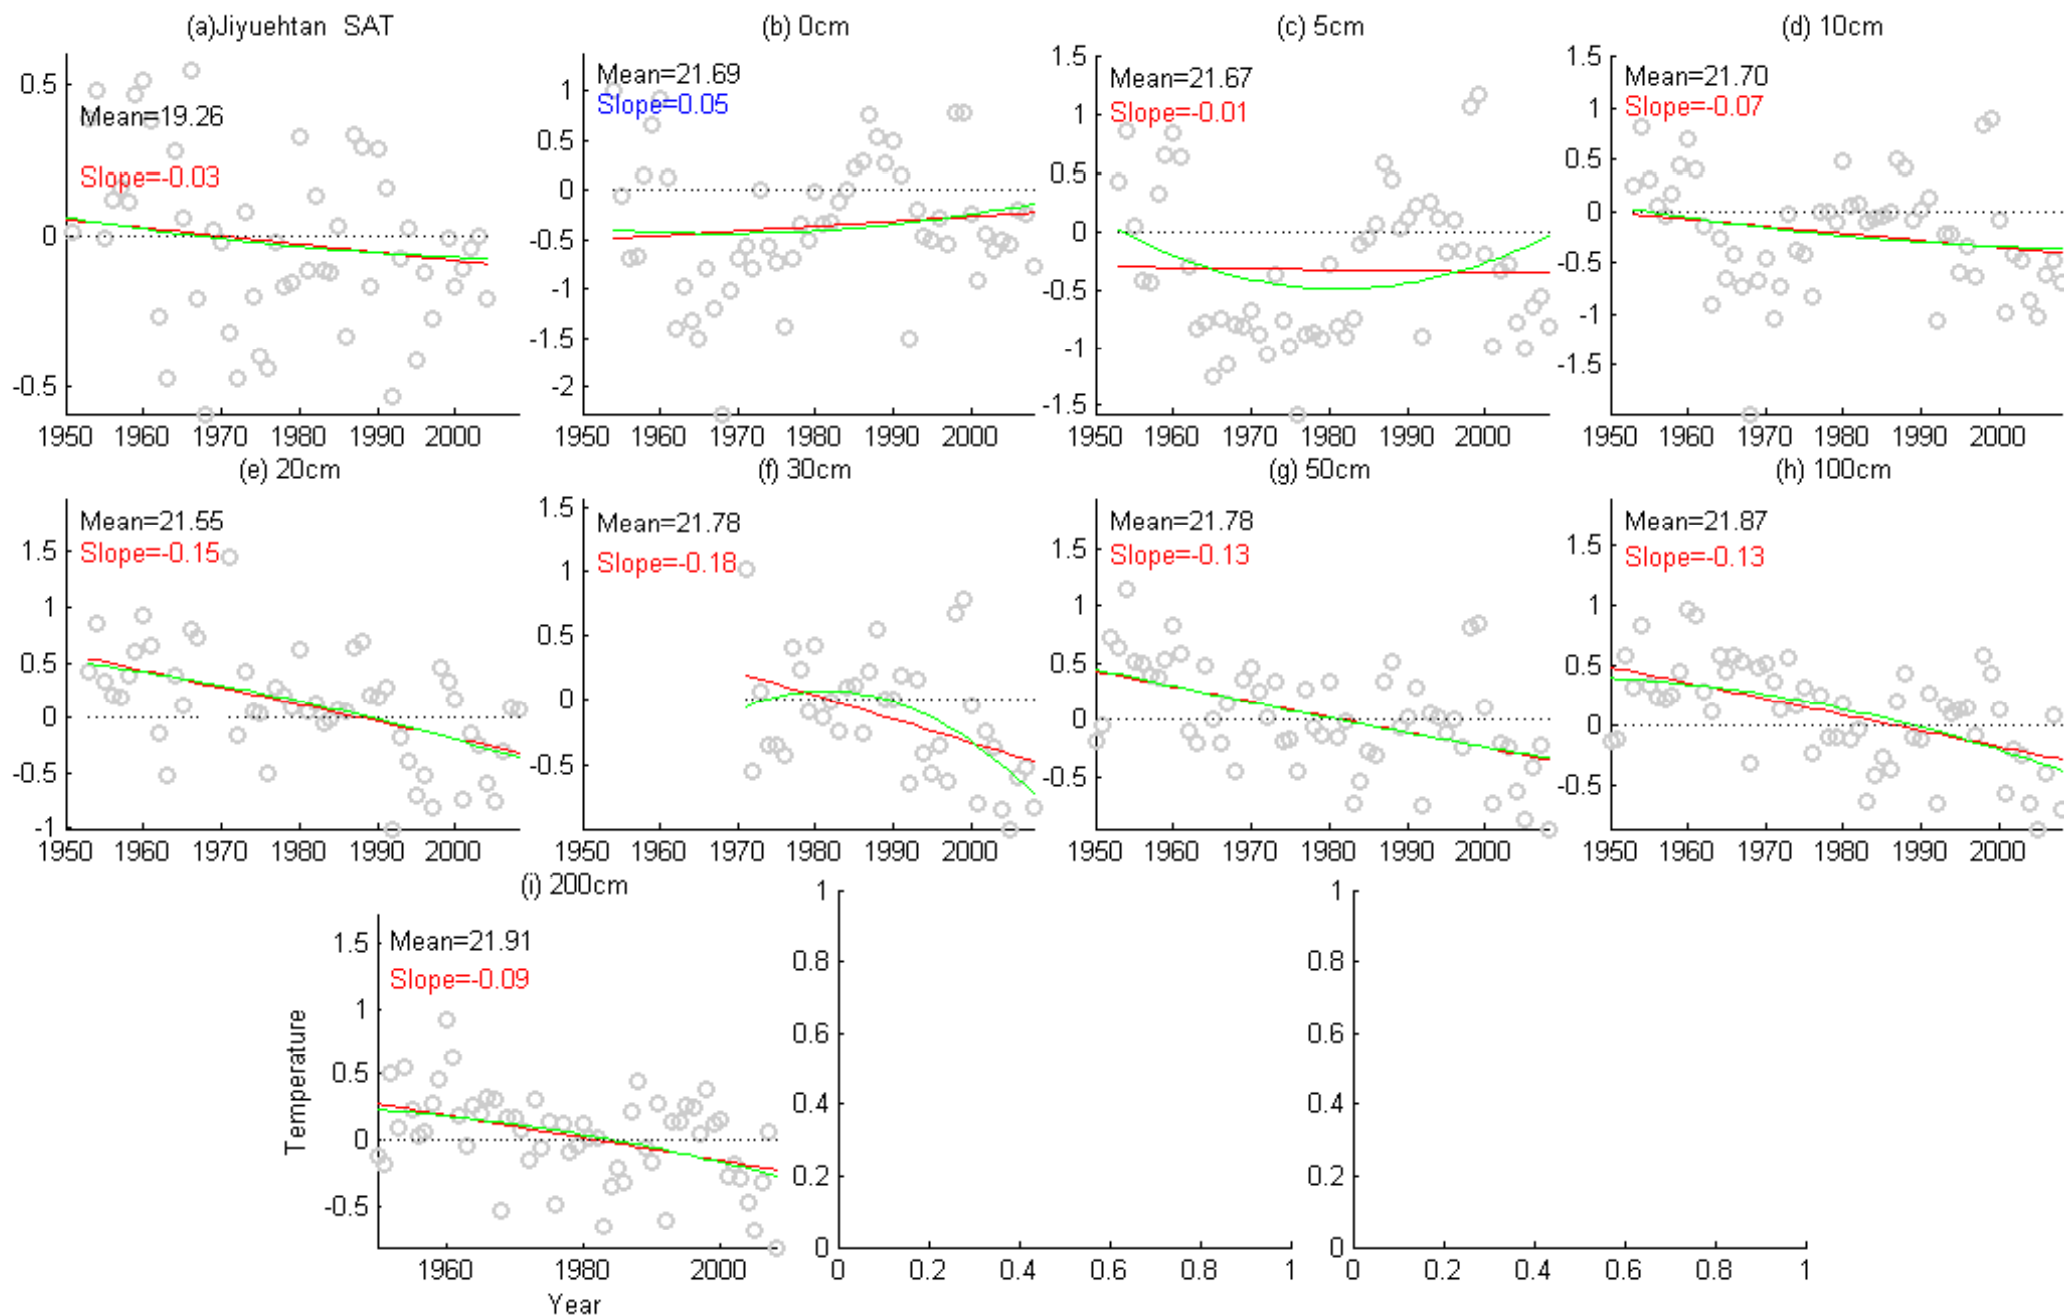 (a)Jiyuehtan SAT
(b) 0cm
(c) 5cm
(d) 10cm
0.5
0
-0.5
Mean=19.26
Slope=-0.03
1950 1960 1970 1980 1990 2000
1
0.5
0
-0.5
-1
-1.5
-2
Mean=21.69
Slope=0.05
1950 1960 1970 1980 1990 2000
1.5
1
0.5
0
-0.5
-1
-1.5
Mean=21.67
Slope=-0.01
1950 1960 1970 1980 1990 2000
1.5
1
0.5
0
-0.5
-1
-1.5
Mean=21.70
Slope=-0.07
1950 1960 1970 1980 1990 2000
(e) 20cm
(f) 30cm
(g) 50cm
(h) 100cm
1.5
1
0.5
0
-0.5
-1
Mean=21.55
Slope=-0.15
1950 1960 1970 1980 1990 2000
1.5
1
0.5
0
-0.5
Mean=21.78
Slope=-0.18
1950 1960 1970 1980 1990 2000
1.5
1
0.5
0
-0.5
Mean=21.78
Slope=-0.13
1950 1960 1970 1980 1990 2000
1.5
1
0.5
0
-0.5
Mean=21.87
Slope=-0.13
1950 1960 1970 1980 1990 2000
(i) 200cm
Temperature
1.5
1
0.5
0
-0.5
Mean=21.91
Slope=-0.09
1960 1980 2000
Year
1
0.8
0.6
0.4
0.2
0
0 0.2 0.4 0.6 0.8 1
1
0.8
0.6
0.4
0.2
0
0 0.2 0.4 0.6 0.8 1